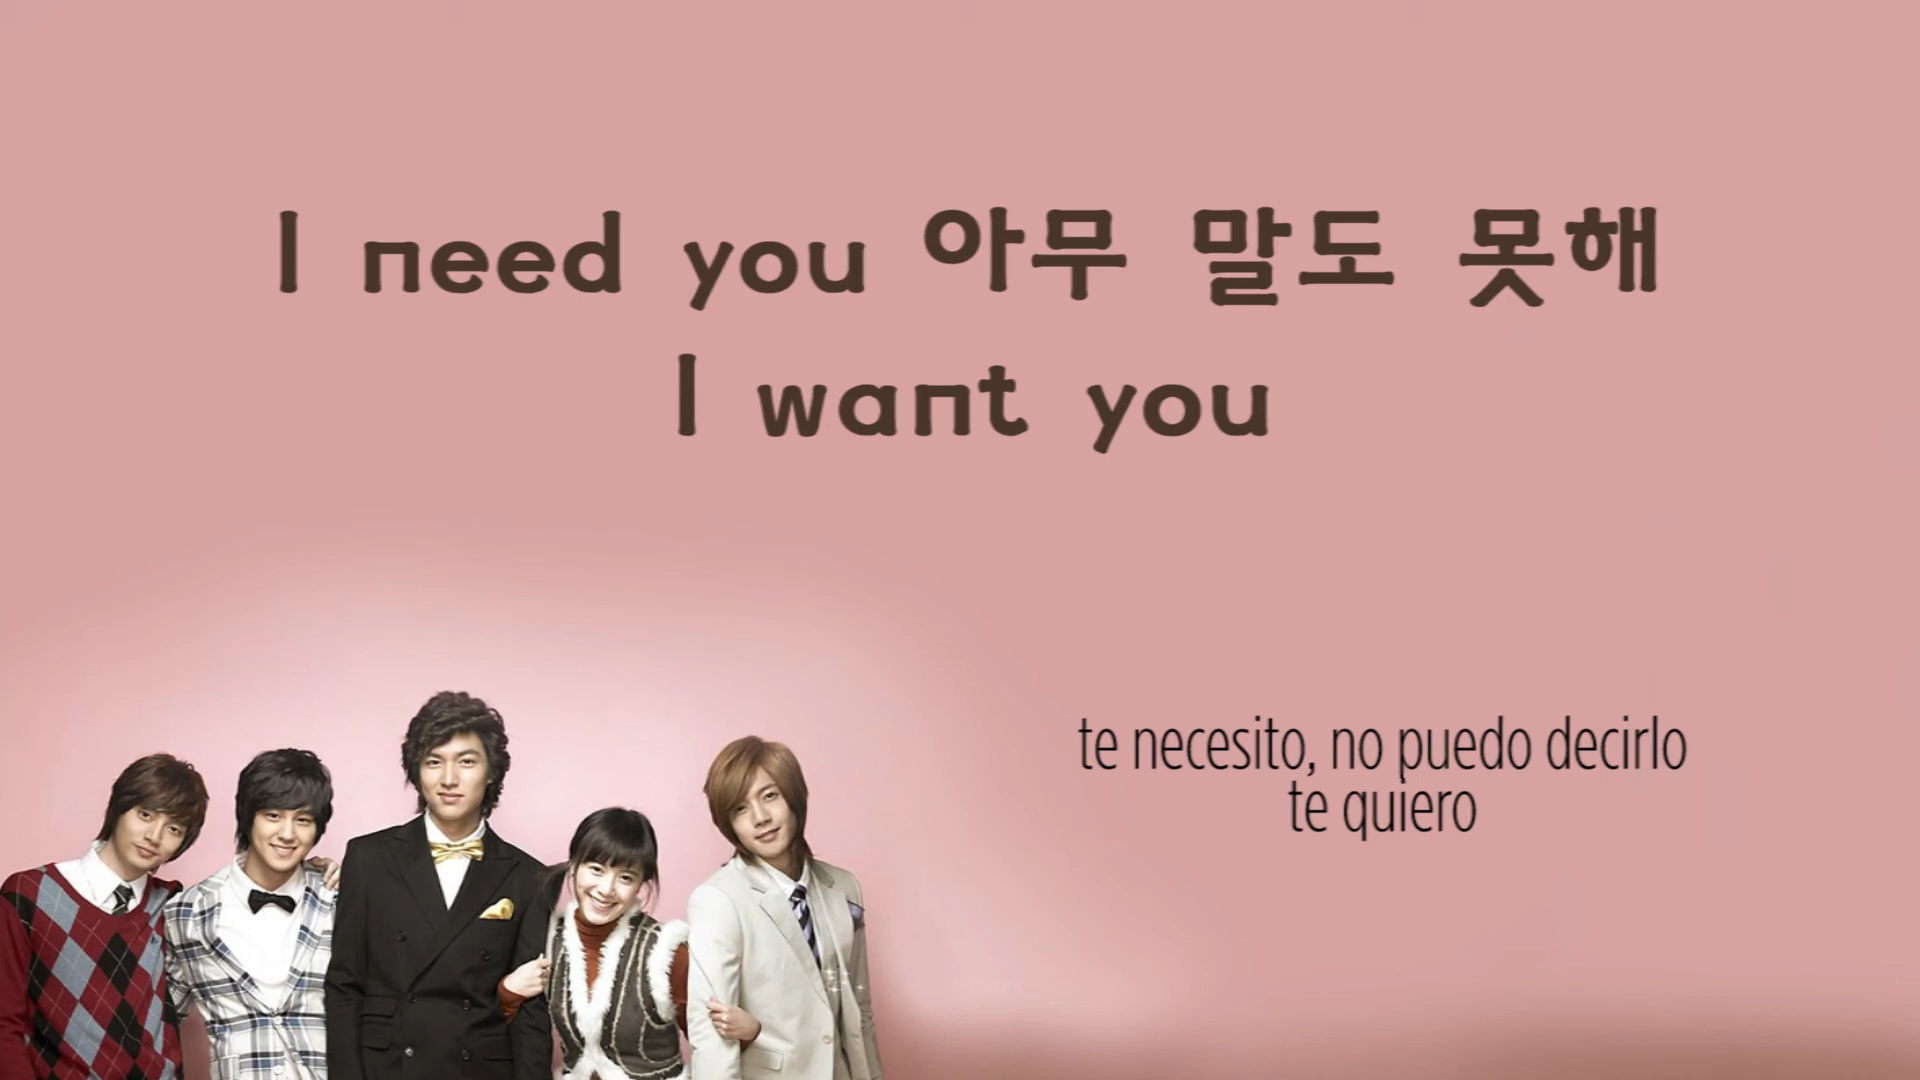 I need you 아무 말도 못해
I want you
te necesito, no puedo decirlo
te quiero